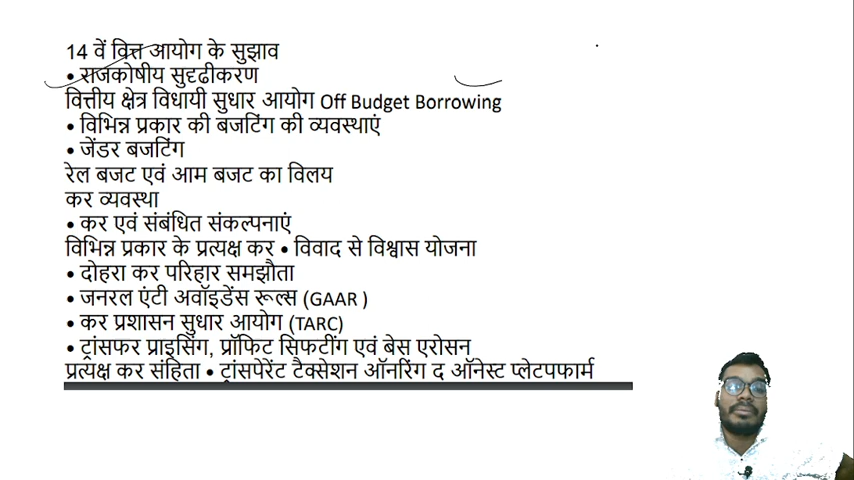 14 वें वित्त आयोग के सुझाव
• राजकोषीय सुदृढीकरण
वित्तीय क्षेत्र विधायी सुधार आयोग Off Budget Borrowing
• विभिन्न प्रकार की बजटिंग की व्यवस्थाएं
• जेंडर बजटिंग
रेल बजट एवं आम बजट का विलय
कर व्यवस्था
• कर एवं संबंधित संकल्पनाएं
विभिन्न प्रकार के प्रत्यक्ष कर • विवाद से विश्वास योजना
• दोहरा कर परिहार समझौता
• जनरल एंटी अवॉइडेंस रूल्स (GAAR )
• कर प्रशासन सुधार आयोग (TARC)
• ट्रांसफर प्राइसिंग, प्रॉफिट सिफटींग एवं बेस एरोसन
प्रत्यक्ष कर संहिता • ट्रांसपेरेंट टैक्सेशन ऑनरिंग द ऑनेस्ट प्लेटपफार्म